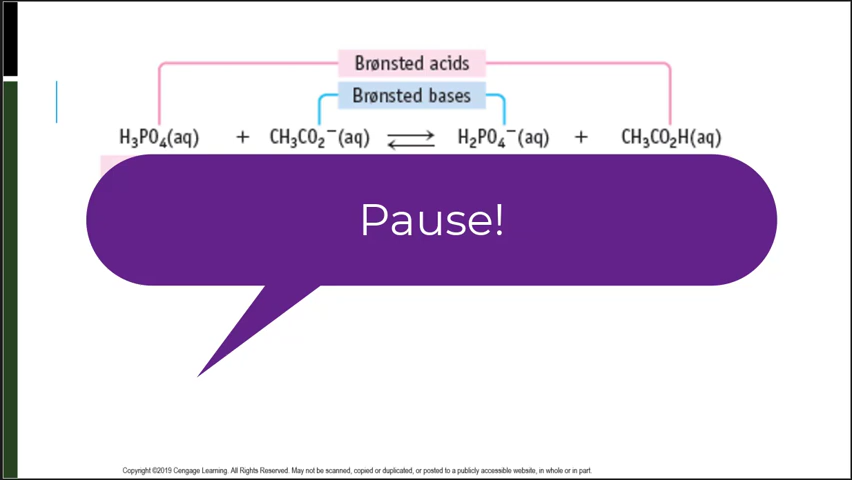 Brønsted acids
Brønsted bases
H₃PO₄(aq) + CH₃CO₂⁻(aq) ⇌ H₂PO₄⁻(aq) + CH₃CO₂H(aq)
Pause!
Copyright ©2019 Cengage Learning. All Rights Reserved. May not be scanned, copied or duplicated, or posted to a publicly accessible website, in whole or in part.